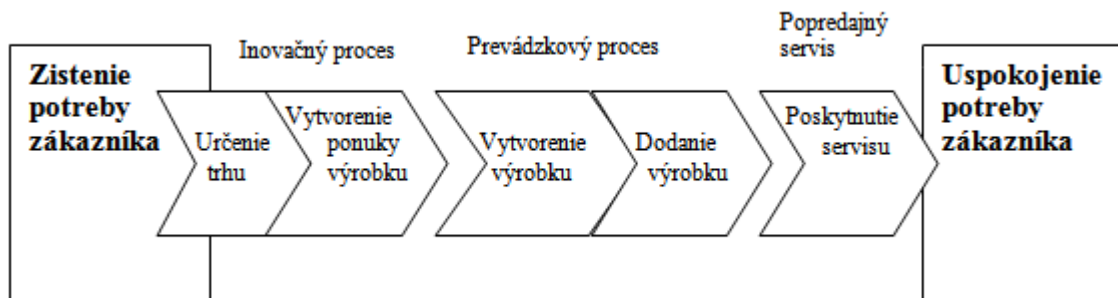 Zistenie
potreby
zákazníka
Inovačný proces
Určenie
trhu
Vytvorenie
ponuky
výrobku
Prevádzkový proces
Vytvorenie
výrobku
Dodanie
výrobku
Popredajný
servis
Poskytnutie
servisu
Uspokojenie
potreby
zákazníka